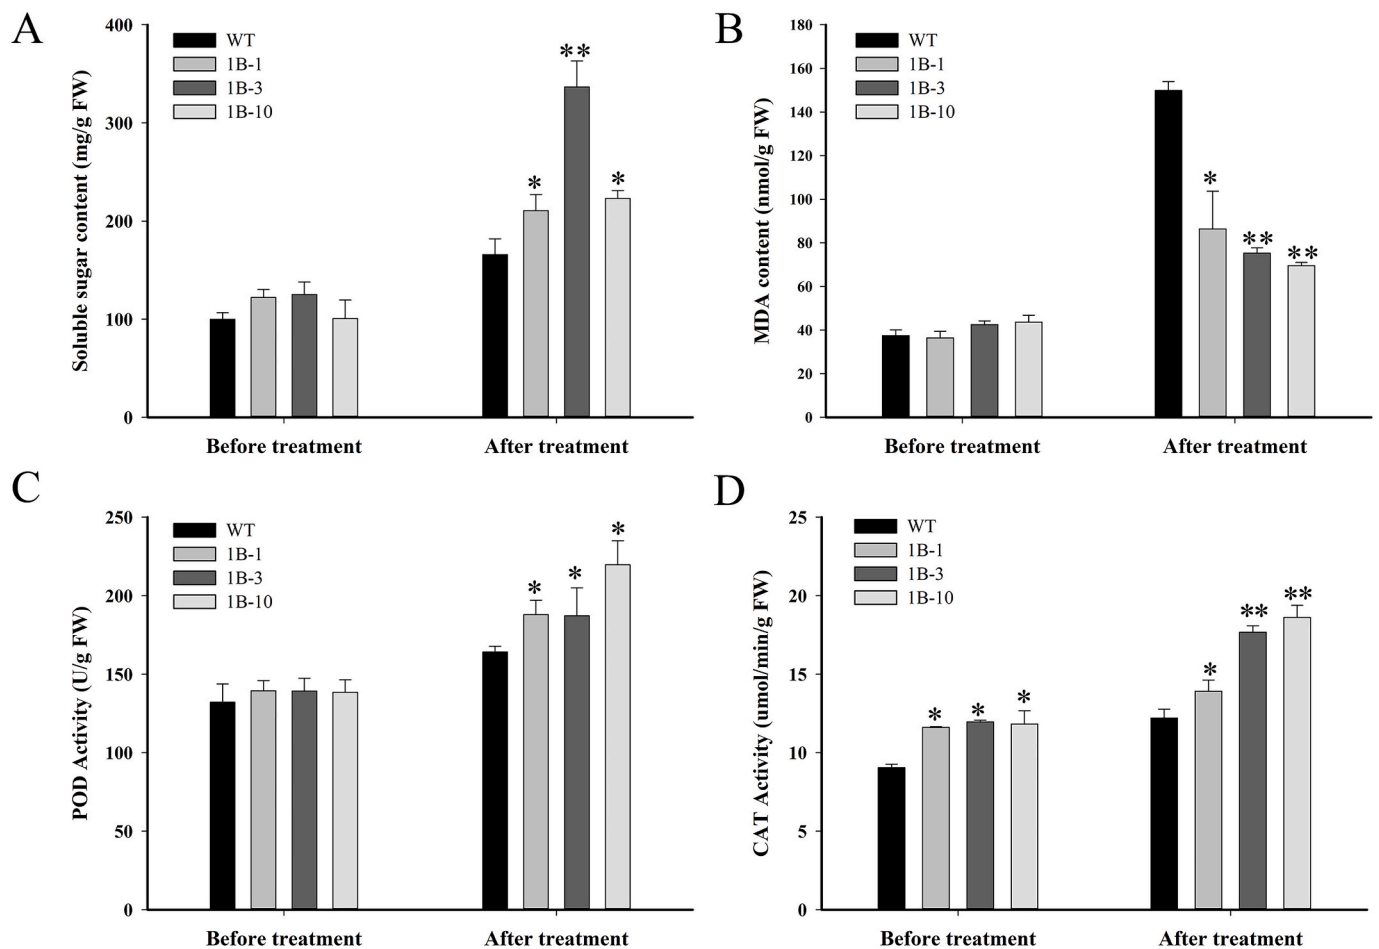 A
Soluble sugar content (mg/g FW)
400
300
200
100
0
WT
1B-1
1B-3
1B-10
*
**
*
Before treatment
After treatment
B
MDA content (nmol/g FW)
180
160
140
120
100
80
60
40
20
0
WT
1B-1
1B-3
1B-10
*
**
**
Before treatment
After treatment
C
POD Activity (U/g FW)
250
200
150
100
50
0
WT
1B-1
1B-3
1B-10
*
*
*
Before treatment
After treatment
D
CAT Activity (umol/min/g FW)
25
20
15
10
5
0
WT
1B-1
1B-3
1B-10
*
*
*
*
**
**
Before treatment
After treatment